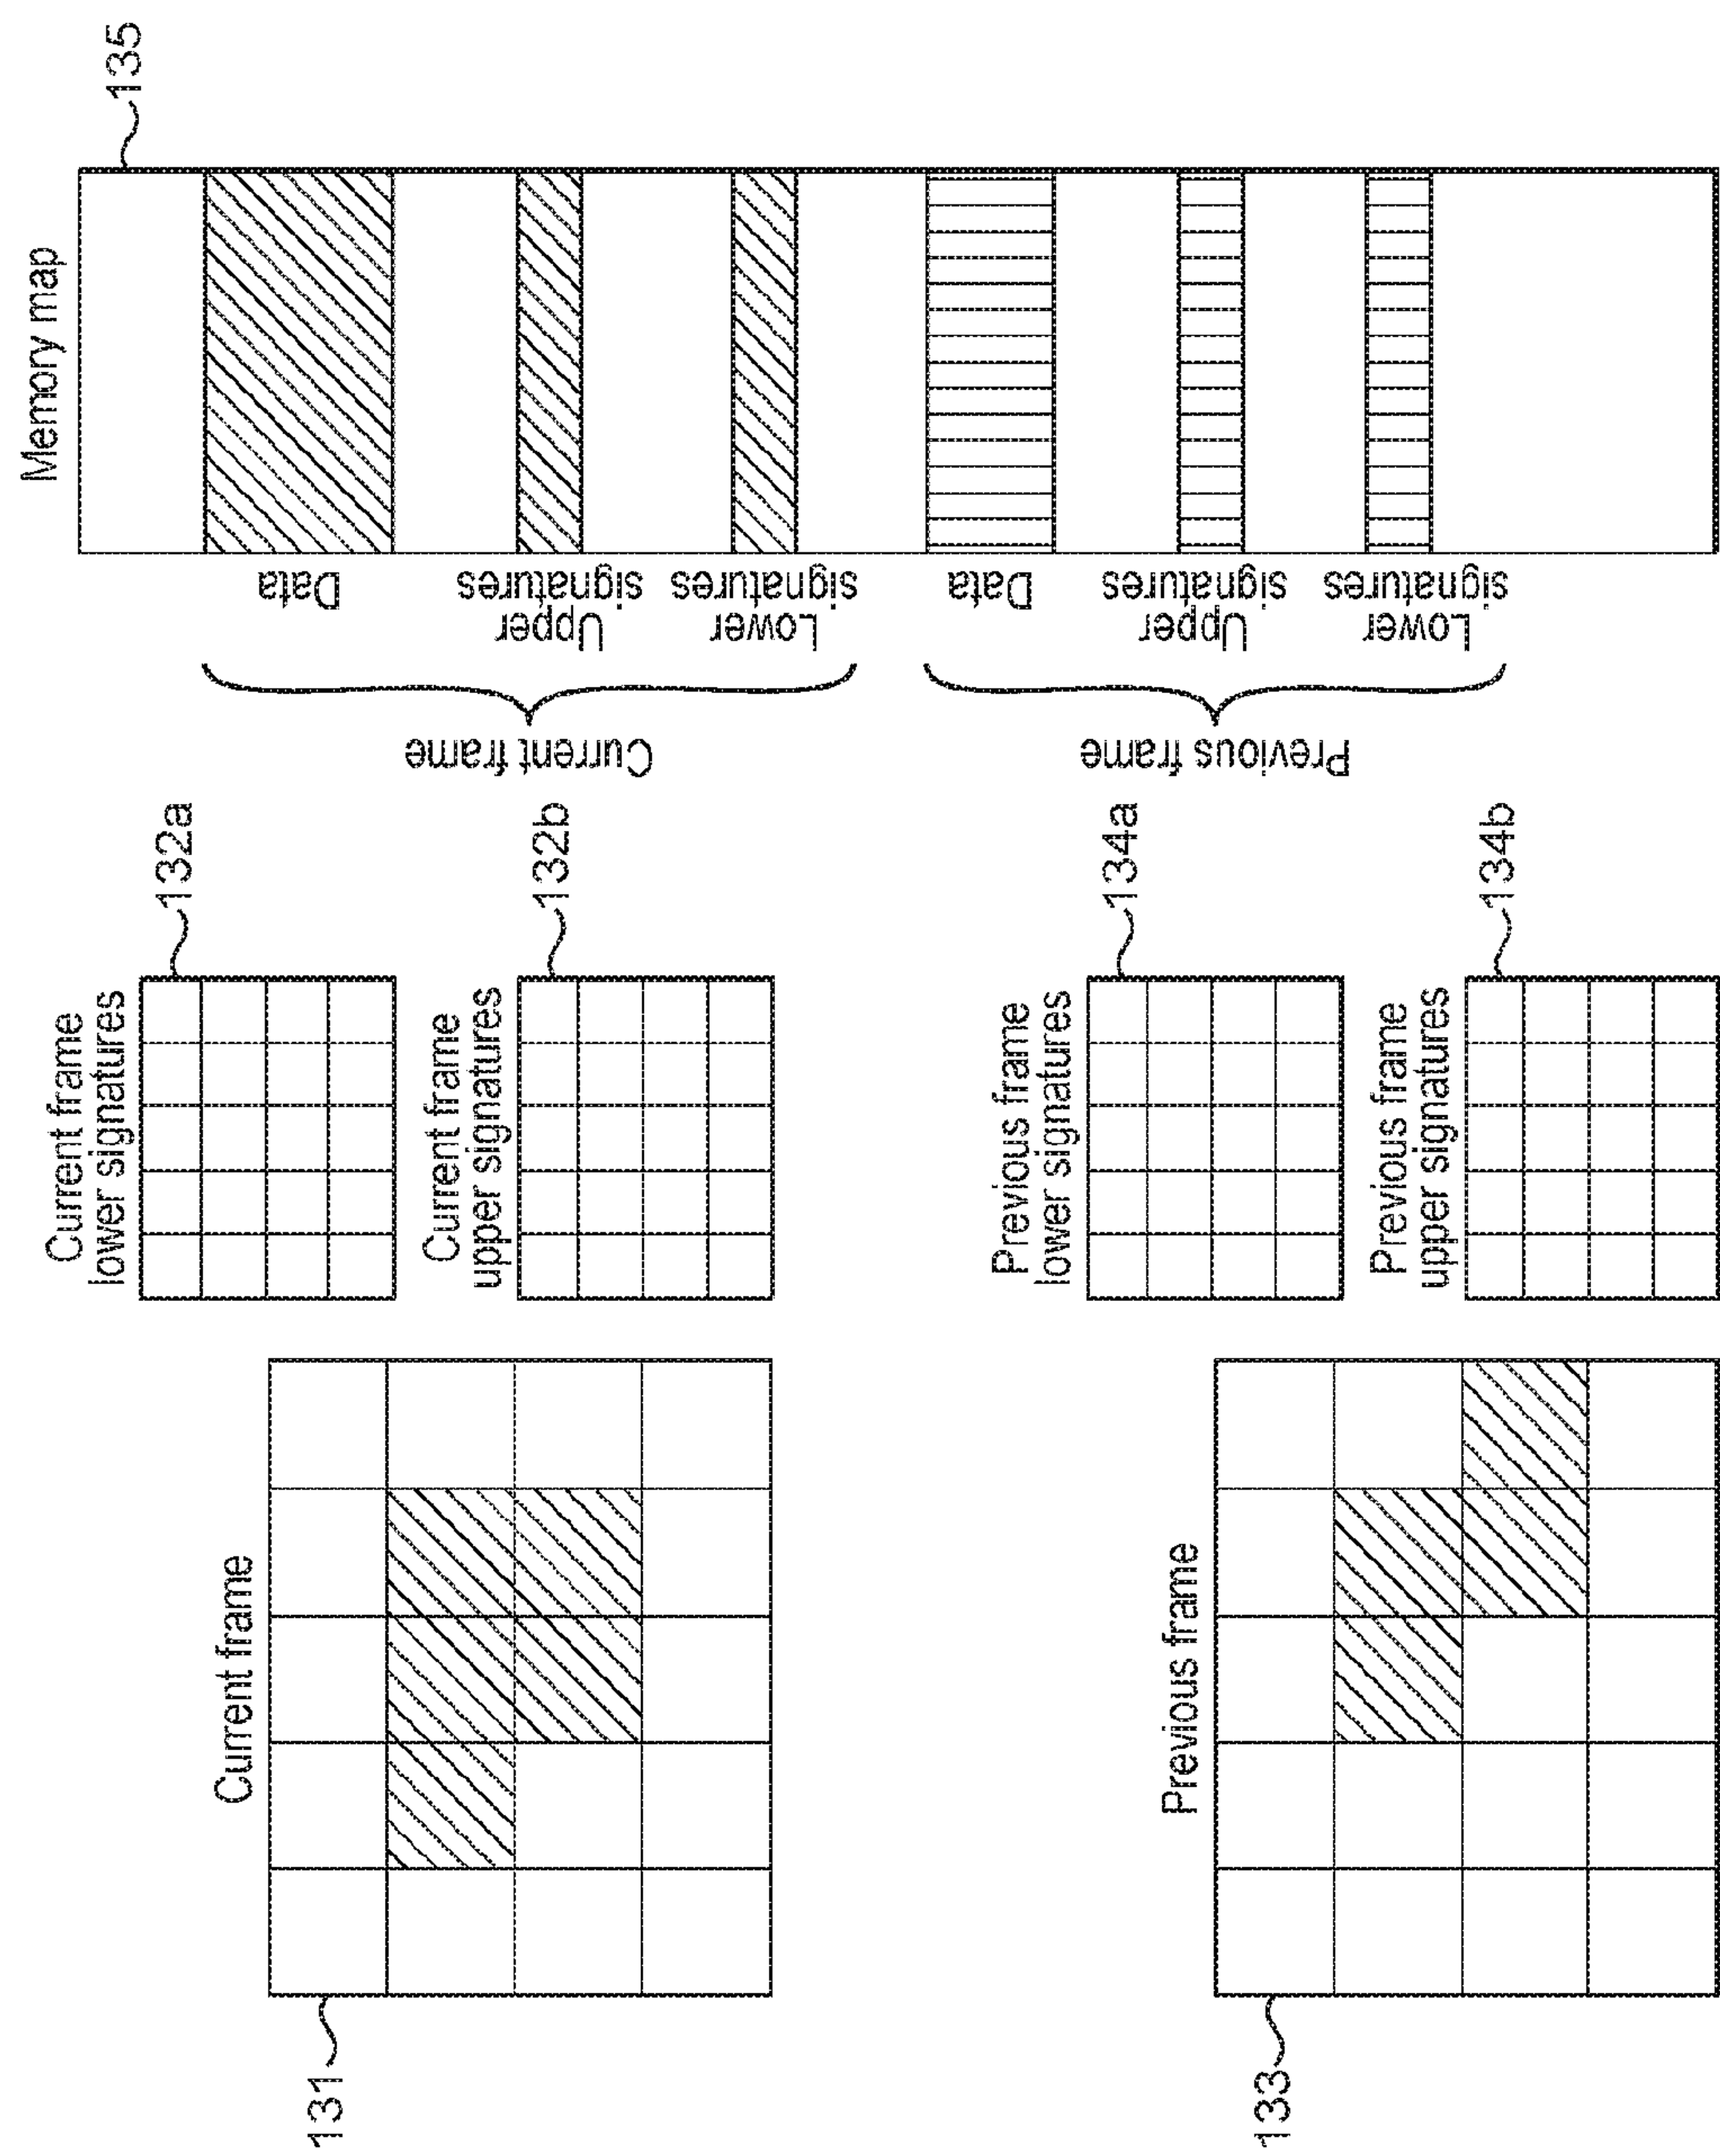 131
Current frame
Current frame
lower signatures
132a
Current frame
upper signatures
132b
133
Previous frame
Previous frame
lower signatures
134a
Previous frame
upper signatures
134b
Memory map
135
Current frame
Data
Upper
signatures
Lower
signatures
Previous frame
Data
Upper
signatures
Lower
signatures